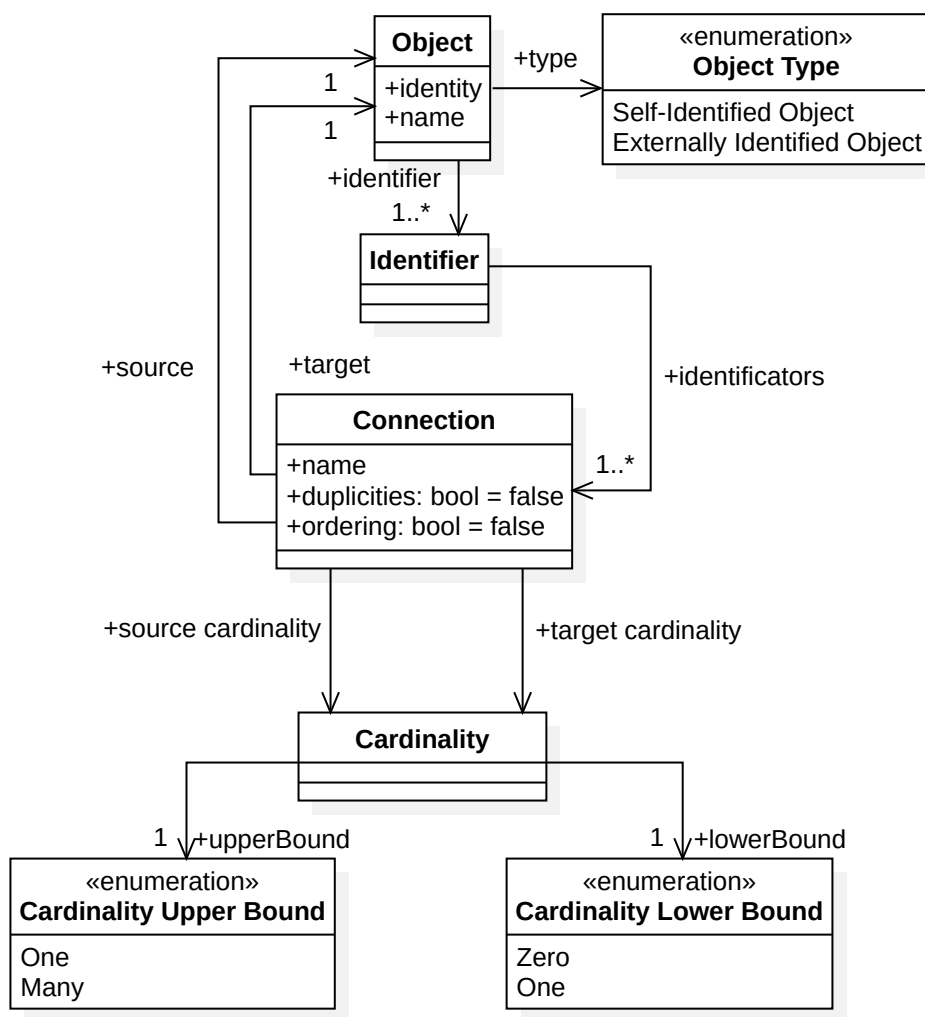 Object
+identity
+name
+type
«enumeration»
Object Type
Self-Identified Object
Externally Identified Object
1
1
+identifier
1..*
Identifier
+source
+target
+identificators
1..*
Connection
+name
+duplicities: bool = false
+ordering: bool = false
+source cardinality
+target cardinality
Cardinality
1
+upperBound
1
+lowerBound
«enumeration»
Cardinality Upper Bound
One
Many
«enumeration»
Cardinality Lower Bound
Zero
One